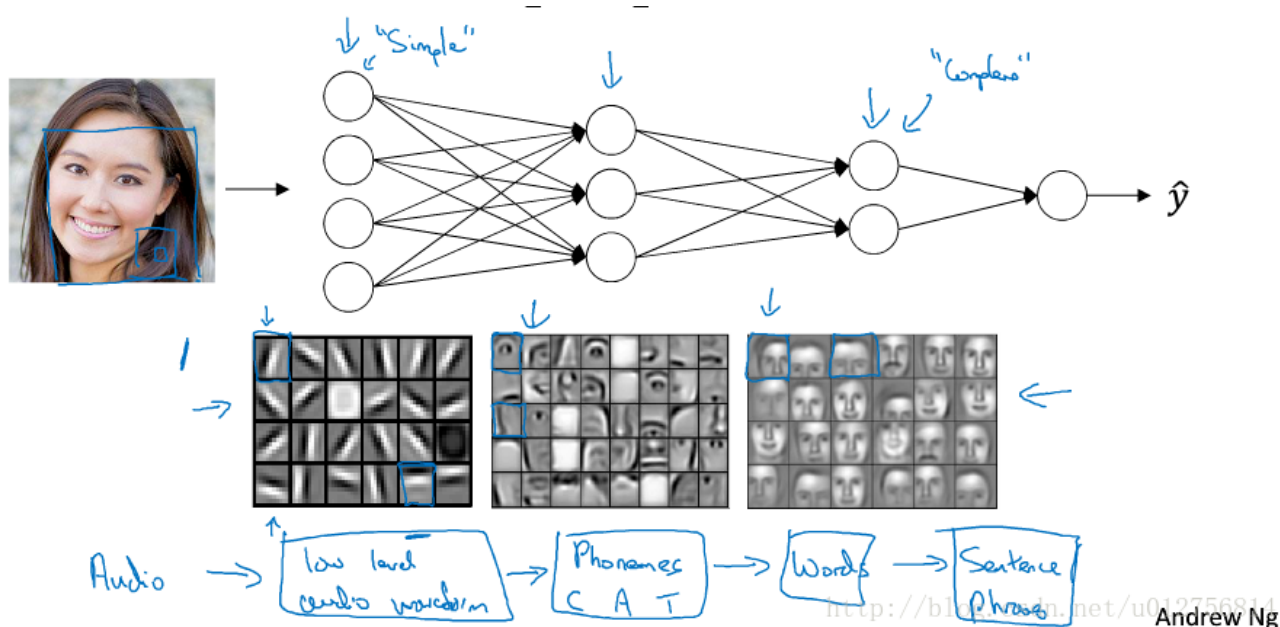 "Simple"
"Complex"
ŷ
Audio
low level
audio waveform
Phonemes
C A T
Words
Sentence
Phrase
http://blog.csdn.net/u012756814
Andrew Ng